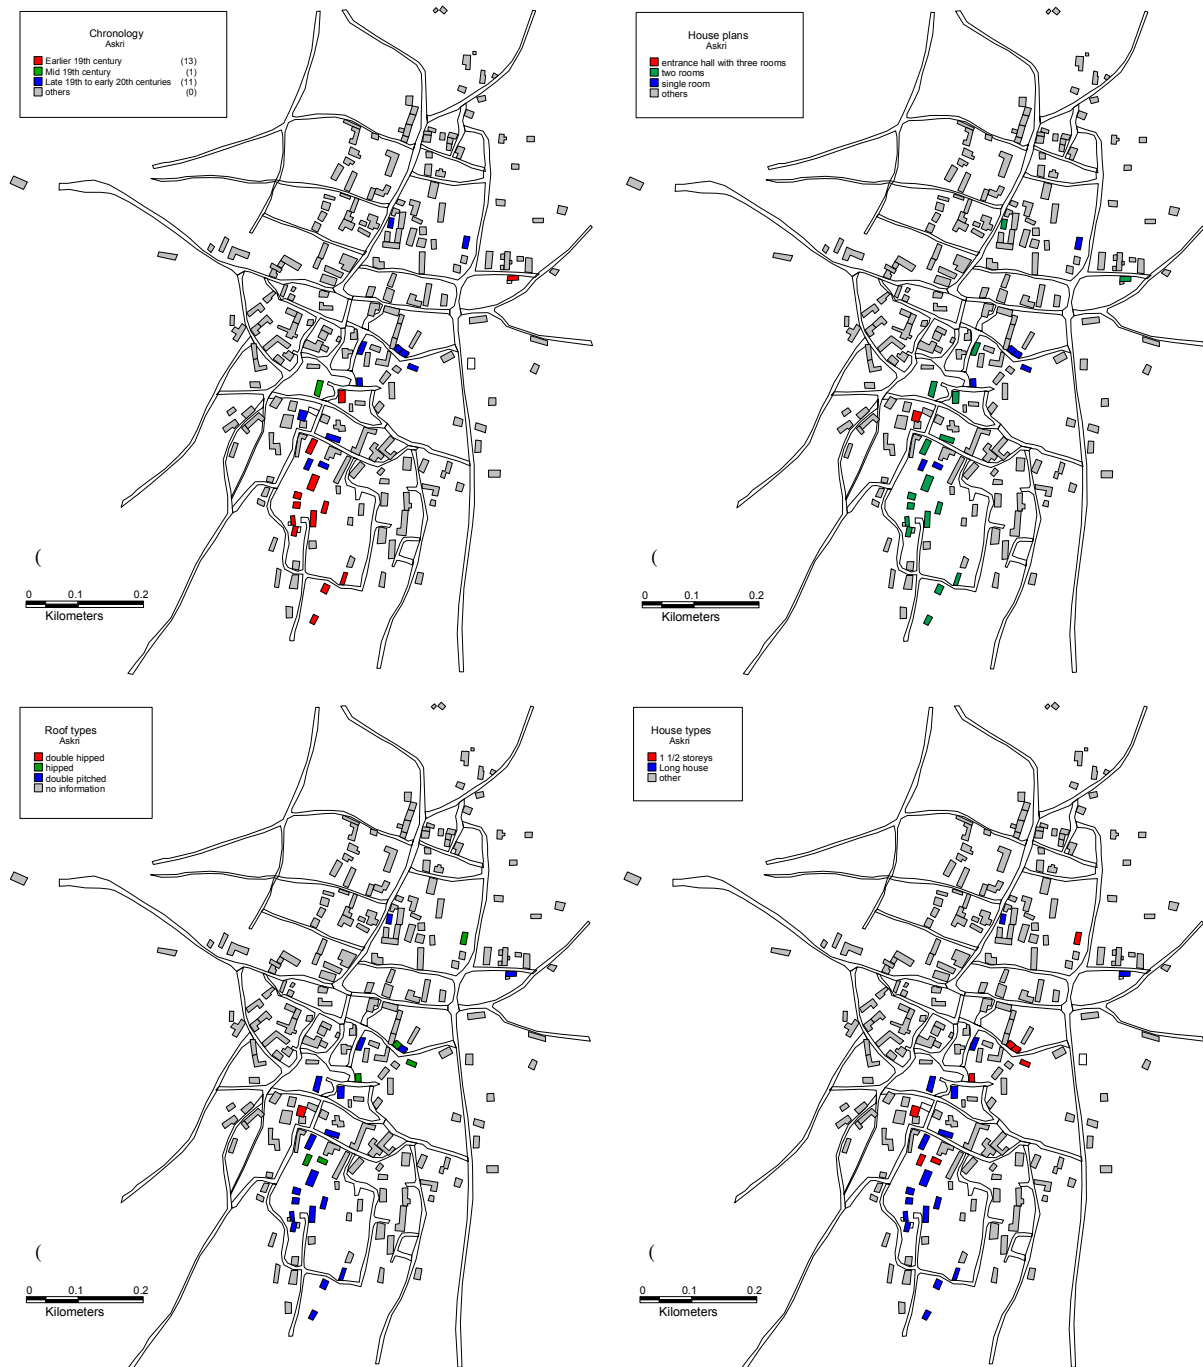 Chronology
Askri
Earlier 19th century (13)
Mid 19th century (1)
Late 19th to early 20th centuries (11)
others (0)
(
0 0.1 0.2
Kilometers
House plans
Askri
entrance hall with three rooms
two rooms
single room
others
(
0 0.1 0.2
Kilometers
Roof types
Askri
double hipped
hipped
double pitched
no information
(
0 0.1 0.2
Kilometers
House types
Askri
1 1/2 storeys
Long house
other
(
0 0.1 0.2
Kilometers